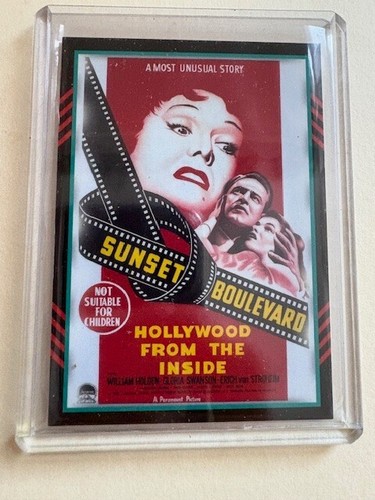 A MOST UNUSUAL STORY
SUNSET
BOULEVARD
NOT
SUITABLE
FOR
CHILDREN
HOLLYWOOD
FROM THE
INSIDE
WILLIAM HOLDEN · GLORIA SWANSON · ERICH von STROHEIM
A Paramount Picture